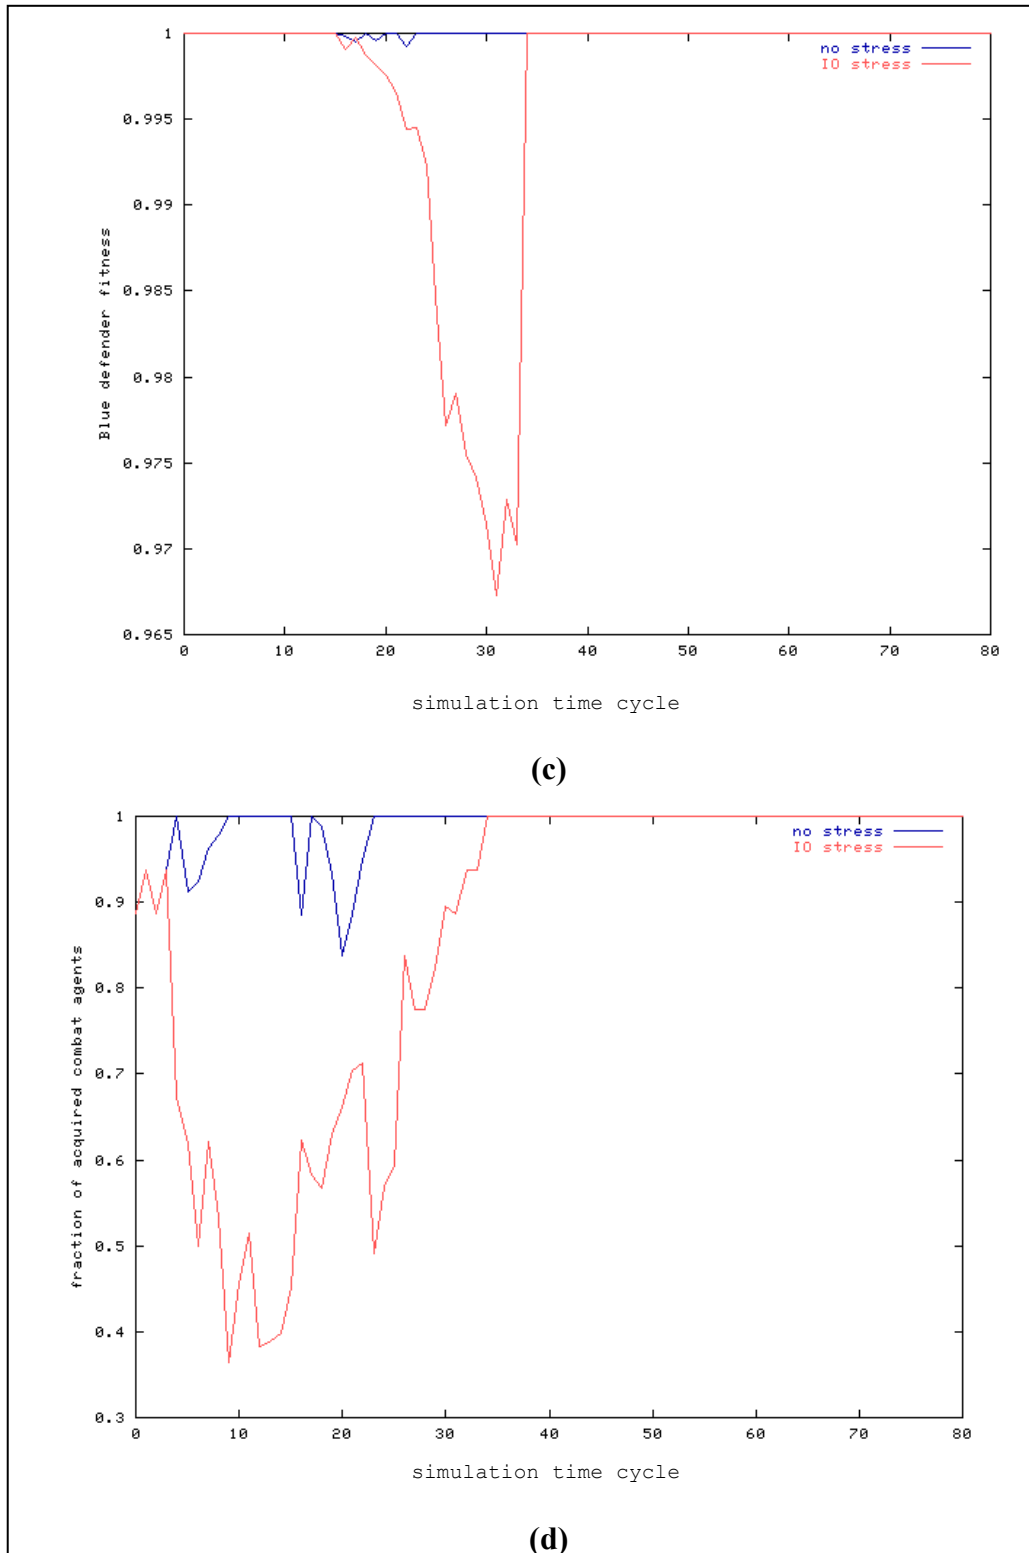 1
no stress
IO stress
0.995
0.99
0.985
0.98
0.975
0.97
0.965
Blue defender fitness
0 10 20 30 40 50 60 70 80
simulation time cycle
(c)
1
no stress
IO stress
0.9
0.8
0.7
0.6
0.5
0.4
0.3
fraction of acquired combat agents
0 10 20 30 40 50 60 70 80
simulation time cycle
(d)